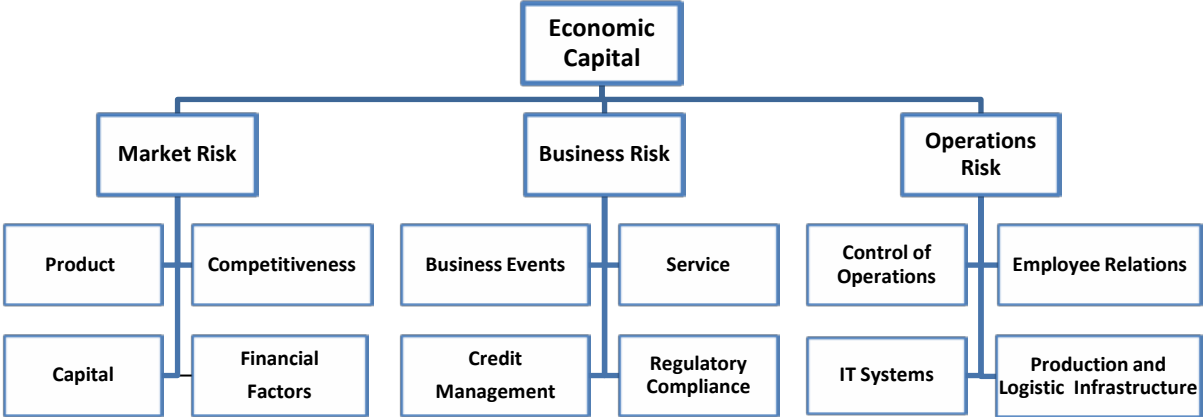 Economic
Capital
Market Risk
Business Risk
Operations
Risk
Product
Competitiveness
Business Events
Service
Control of
Operations
Employee Relations
Capital
Financial
Factors
Credit
Management
Regulatory
Compliance
IT Systems
Production and
Logistic Infrastructure